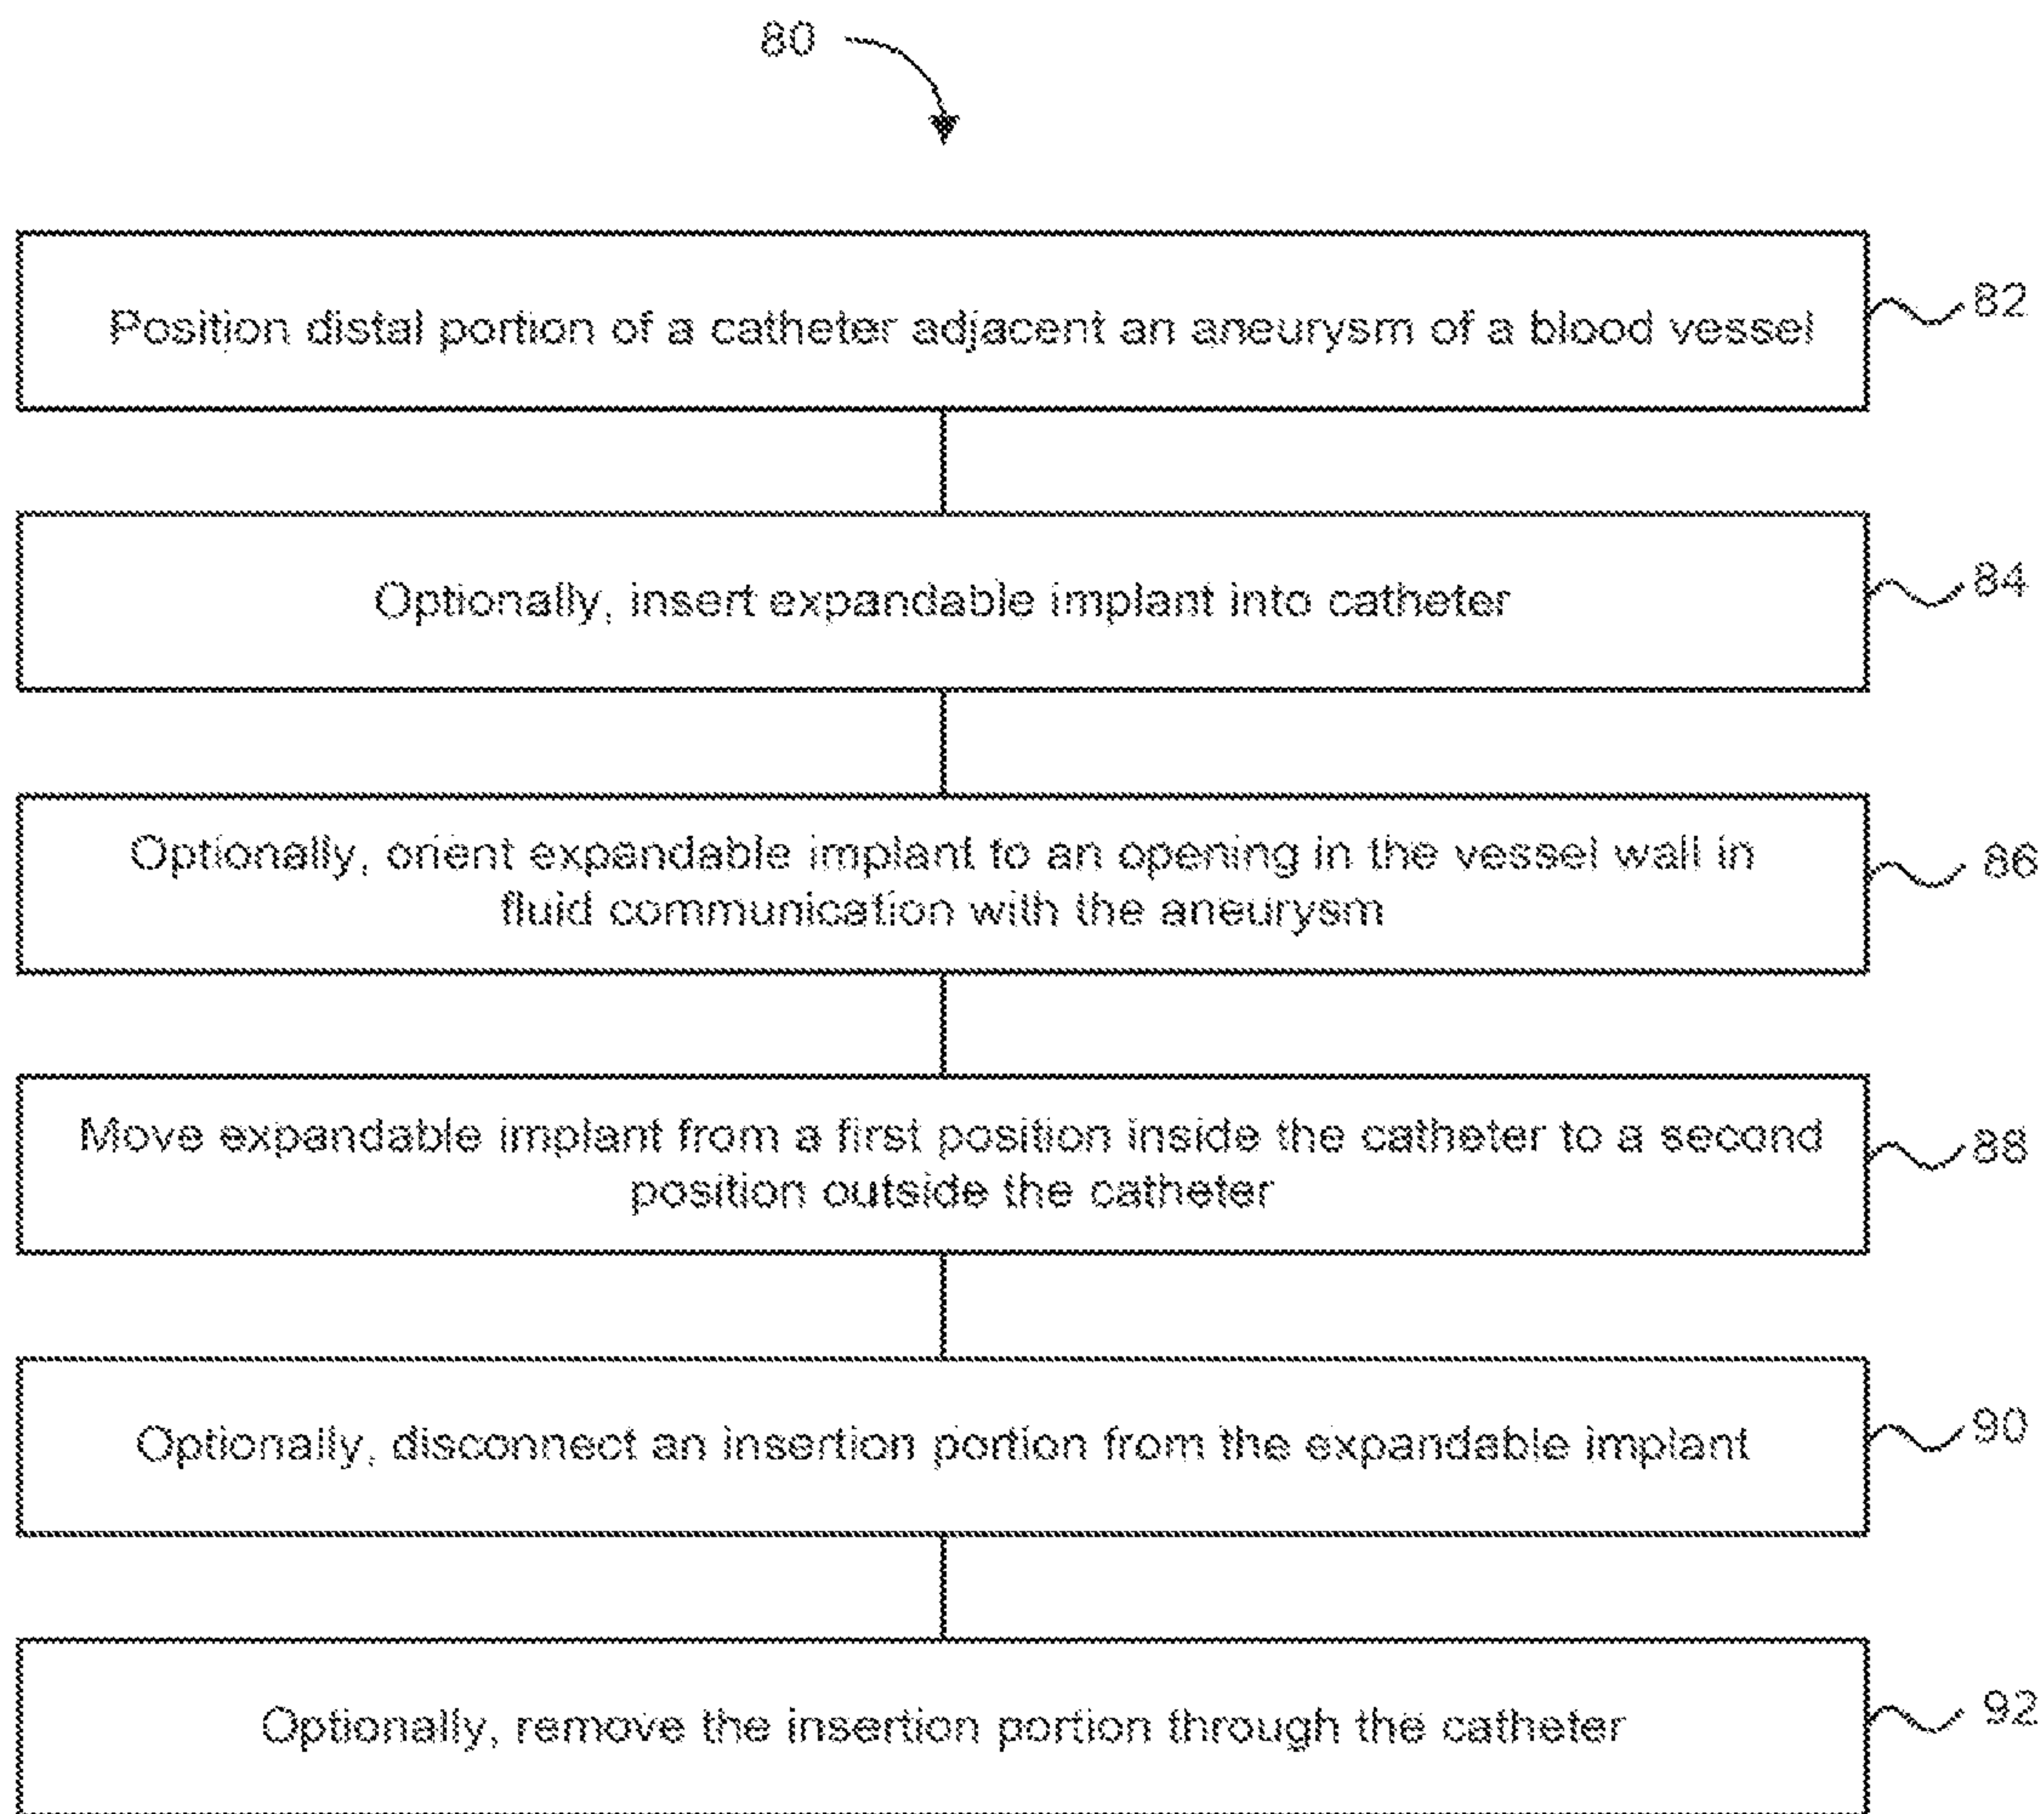 80
Position distal portion of a catheter adjacent an aneurysm of a blood vessel
82
Optionally, insert expandable implant into catheter
84
Optionally, orient expandable implant to an opening in the vessel wall in
fluid communication with the aneurysm
86
Move expandable implant from a first position inside the catheter to a second
position outside the catheter
88
Optionally, disconnect an insertion portion from the expandable implant
90
Optionally, remove the insertion portion through the catheter
92